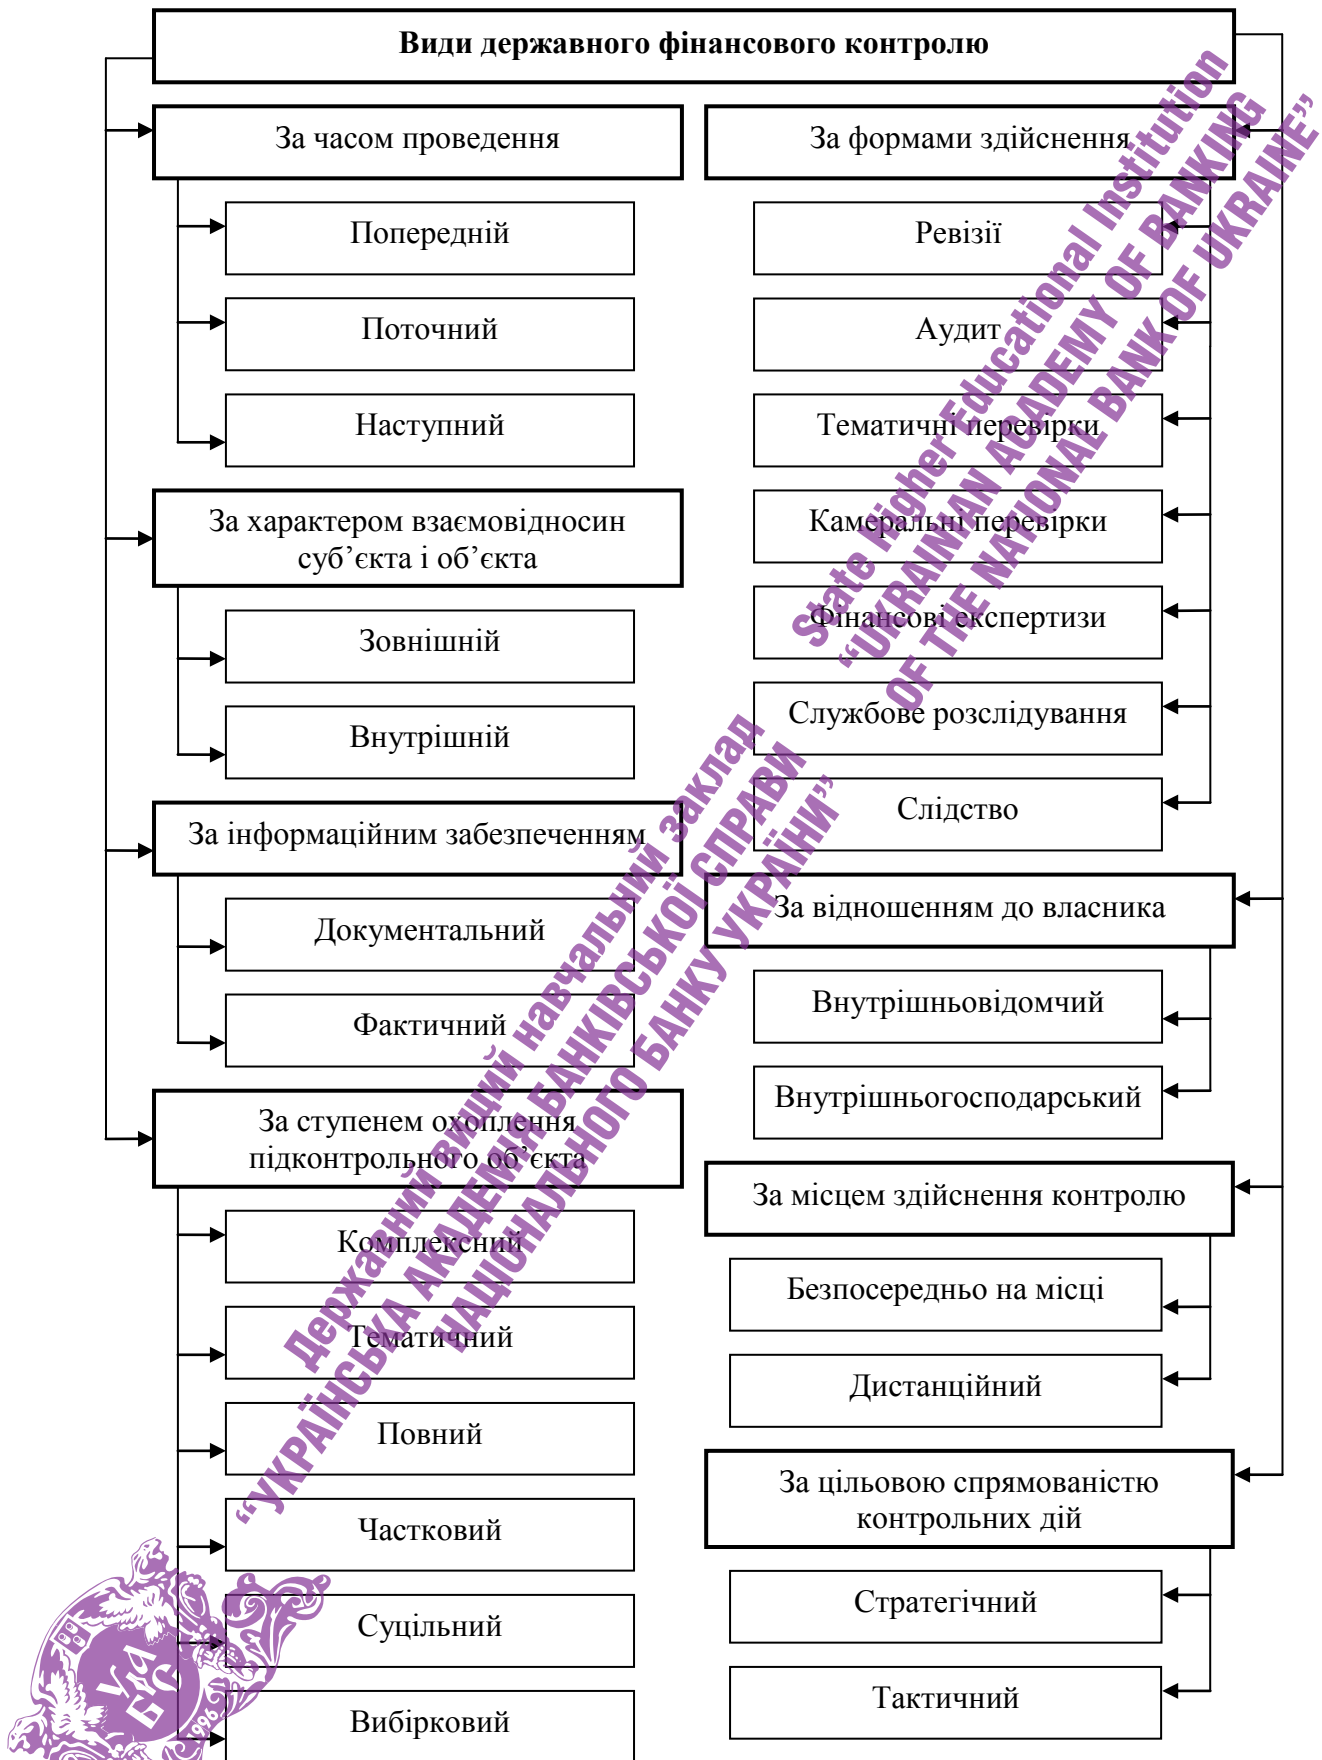 Види державного фінансового контролю
За часом проведення
Попередній
Поточний
Наступний
За характером взаємовідносин
суб’єкта і об’єкта
Зовнішній
Внутрішній
За інформаційним забезпеченням
Документальний
Фактичний
За ступенем охоплення
підконтрольного об’єкта
Комплексний
Тематичний
Повний
Частковий
Суцільний
Вибірковий
За формами здійснення
Ревізії
Аудит
Тематичні перевірки
Камеральні перевірки
Фінансові експертизи
Службове розслідування
Слідство
За відношенням до власника
Внутрішньовідомчий
Внутрішньогосподарський
За місцем здійснення контролю
Безпосередньо на місці
Дистанційний
За цільовою спрямованістю
контрольних дій
Стратегічний
Тактичний
Державний вищий навчальний заклад
“УКРАЇНСЬКА АКАДЕМІЯ БАНКІВСЬКОЇ СПРАВИ
НАЦІОНАЛЬНОГО БАНКУ УКРАЇНИ”
State Higher Educational Institution
“UKRAINIAN ACADEMY OF BANKING
OF THE NATIONAL BANK OF UKRAINE”
УАБС
1996